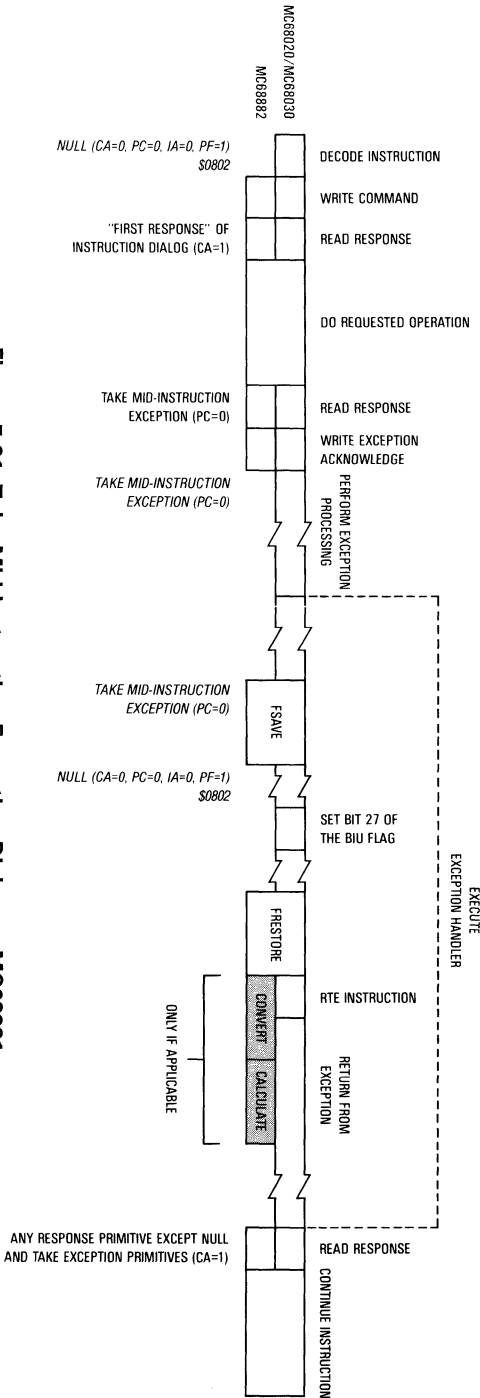 MC68020/MC68030
MC68882
NULL (CA=0, PC=0, IA=0, PF=1)
$0802
DECODE INSTRUCTION
WRITE COMMAND
"FIRST RESPONSE" OF
INSTRUCTION DIALOG (CA=1)
READ RESPONSE
DO REQUESTED OPERATION
TAKE MID-INSTRUCTION
EXCEPTION (PC=0)
READ RESPONSE
WRITE EXCEPTION
ACKNOWLEDGE
TAKE MID-INSTRUCTION
EXCEPTION (PC=0)
PERFORM EXCEPTION
PROCESSING
TAKE MID-INSTRUCTION
EXCEPTION (PC=0)
FSAVE
NULL (CA=0, PC=0, IA=0, PF=1)
$0802
SET BIT 27 OF
THE BIU FLAG
EXECUTE
EXCEPTION HANDLER
FRESTORE
RTE INSTRUCTION
CONVERT
CALCULATE
ONLY IF APPLICABLE
RETURN FROM
EXCEPTION
ANY RESPONSE PRIMITIVE EXCEPT NULL
AND TAKE EXCEPTION PRIMITIVES (CA=1)
READ RESPONSE
CONTINUE INSTRUCTION